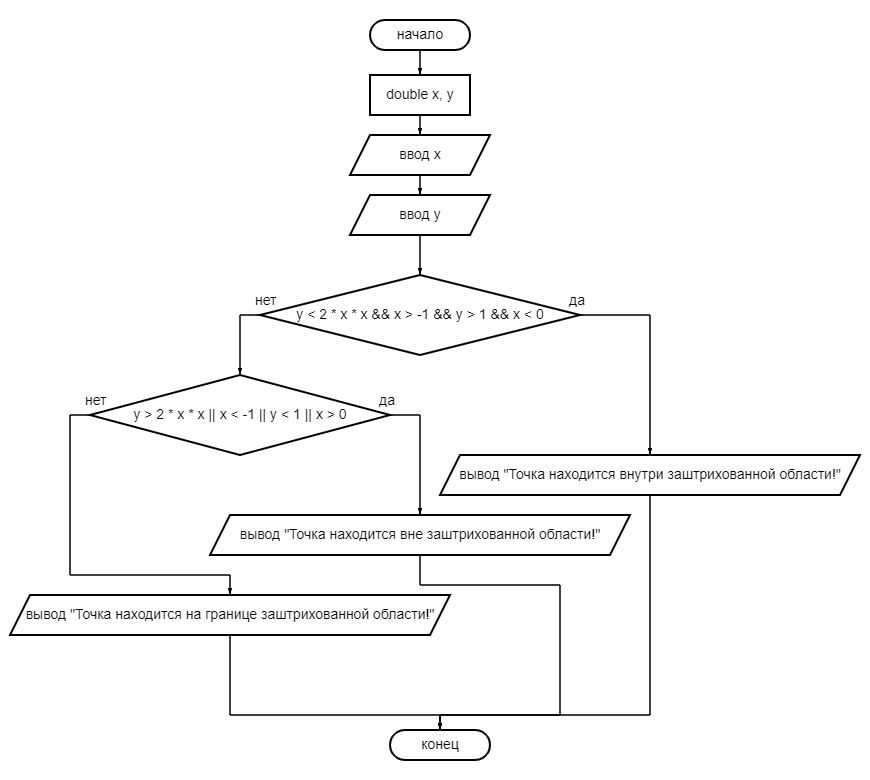 начало
double x, y
ввод x
ввод y
нет
да
y < 2 * x * x && x > -1 && y > 1 && x < 0
нет
да
y > 2 * x * x || x < -1 || y < 1 || x > 0
вывод "Точка находится внутри заштрихованной области!"
вывод "Точка находится вне заштрихованной области!"
вывод "Точка находится на границе заштрихованной области!"
конец